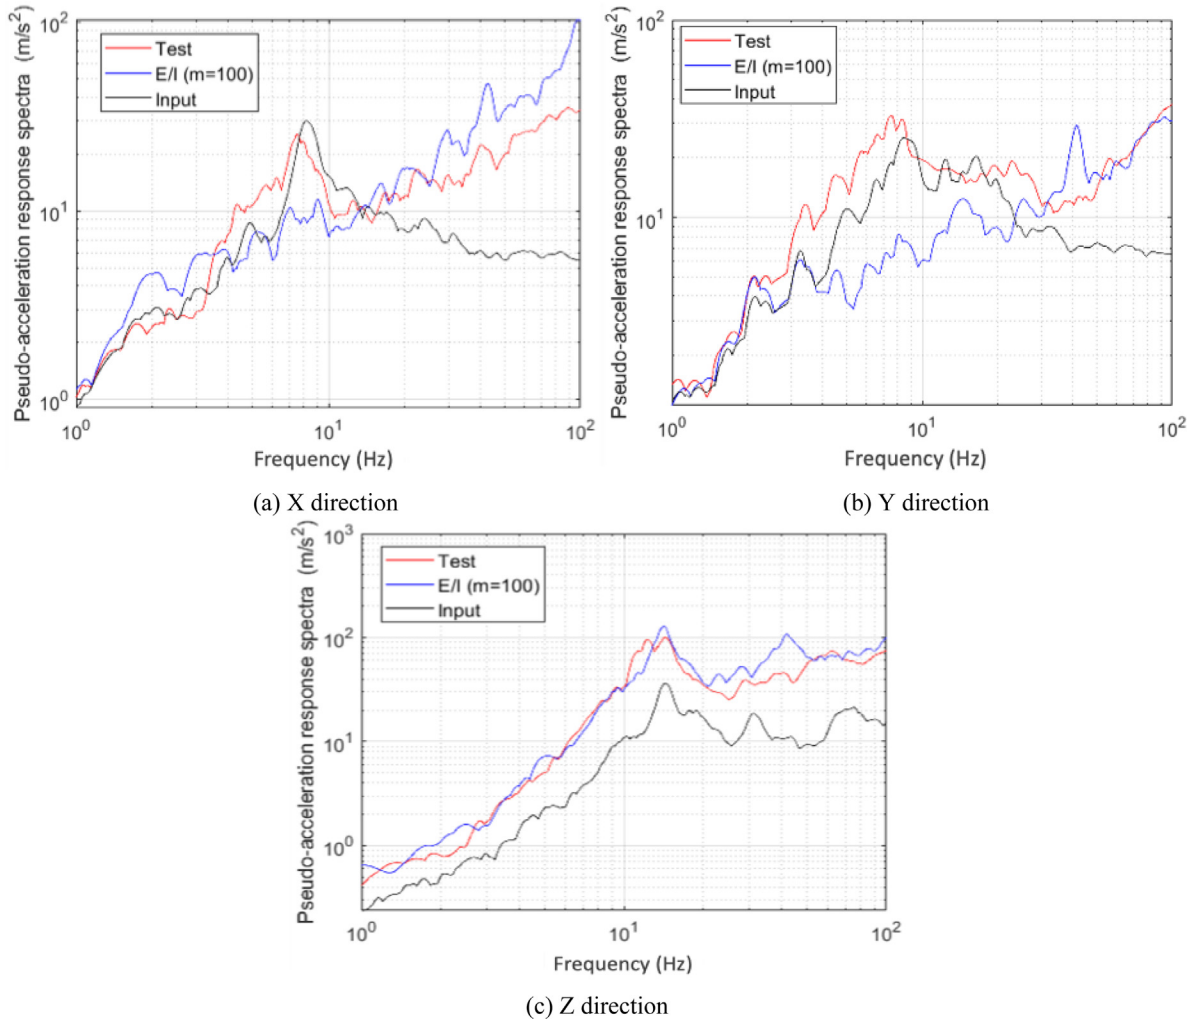 Pseudo-acceleration response spectra (m/s²)
10²
10¹
10⁰
Test
E/I (m=100)
Input
10⁰
10¹
10²
Frequency (Hz)
(a) X direction
Pseudo-acceleration response spectra (m/s²)
10²
10¹
Test
E/I (m=100)
Input
10⁰
10¹
10²
Frequency (Hz)
(b) Y direction
Pseudo-acceleration response spectra (m/s²)
10³
10²
10¹
10⁰
Test
E/I (m=100)
Input
10⁰
10¹
10²
Frequency (Hz)
(c) Z direction